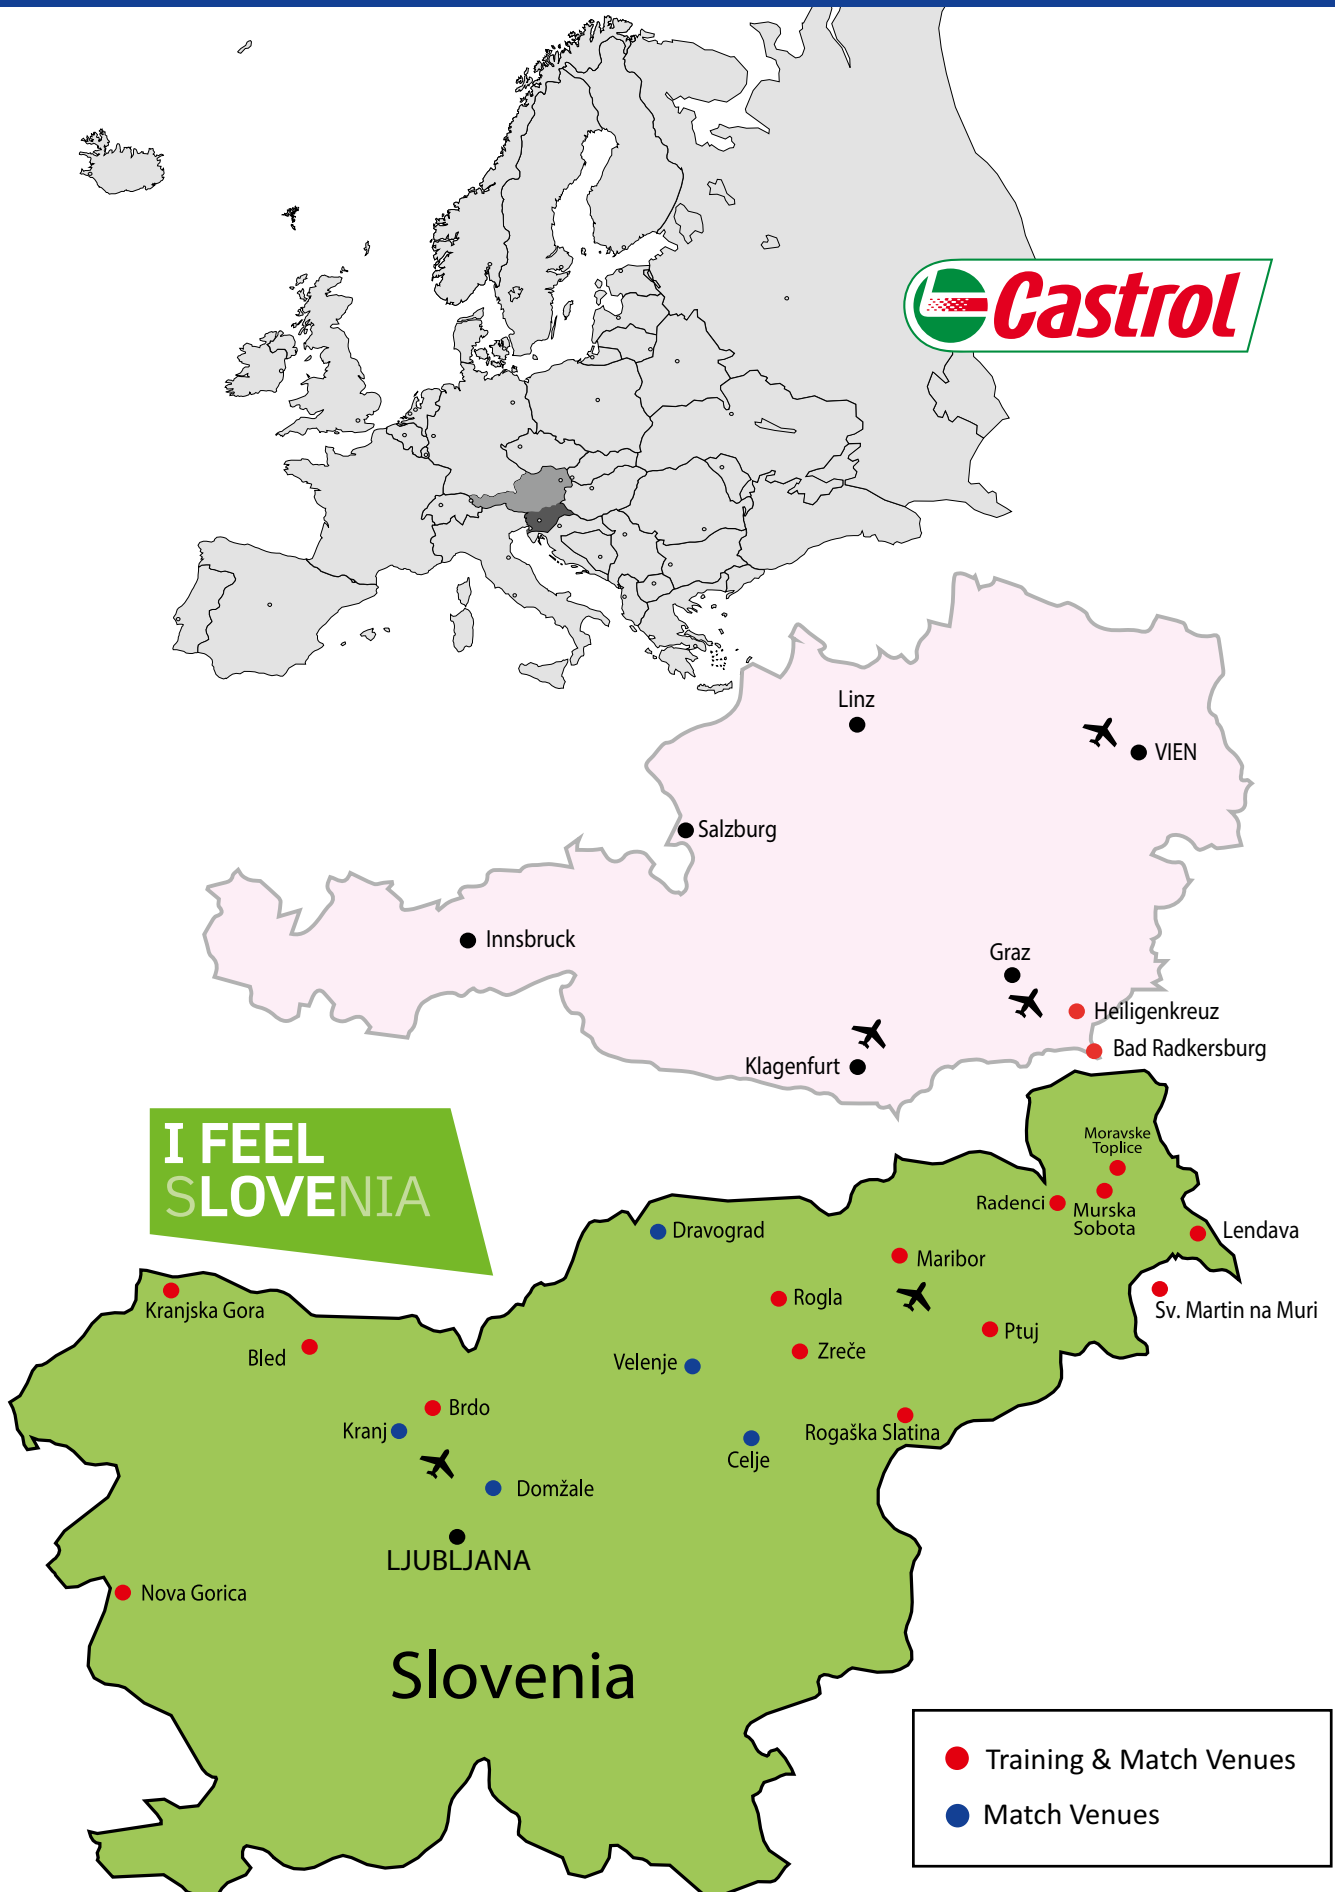 Castrol
Linz
VIEN
Salzburg
Innsbruck
Graz
Heiligenkreuz
Bad Radkersburg
Klagenfurt
I FEEL
SLOVENIA
Moravske
Toplice
Radenci
Murska
Sobota
Lendava
Dravograd
Maribor
Sv. Martin na Muri
Kranjska Gora
Rogla
Ptuj
Bled
Velenje
Zreče
Brdo
Kranj
Rogaška Slatina
Celje
Domžale
LJUBLJANA
Nova Gorica
Slovenia
Training & Match Venues
Match Venues